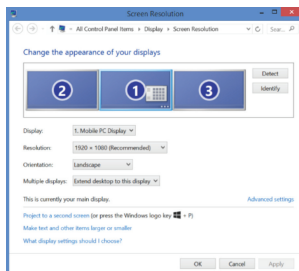 Screen Resolution
All Control Panel Items ▸ Display ▸ Screen Resolution
Sear...
Change the appearance of your displays
2
1
3
Detect
Identify
Display: 1. Mobile PC Display
Resolution: 1920 × 1080 (Recommended)
Orientation: Landscape
Multiple displays: Extend desktop to this display
This is currently your main display.
Advanced settings
Project to a second screen (or press the Windows logo key + P)
Make text and other items larger or smaller
What display settings should I choose?
OK
Cancel
Apply